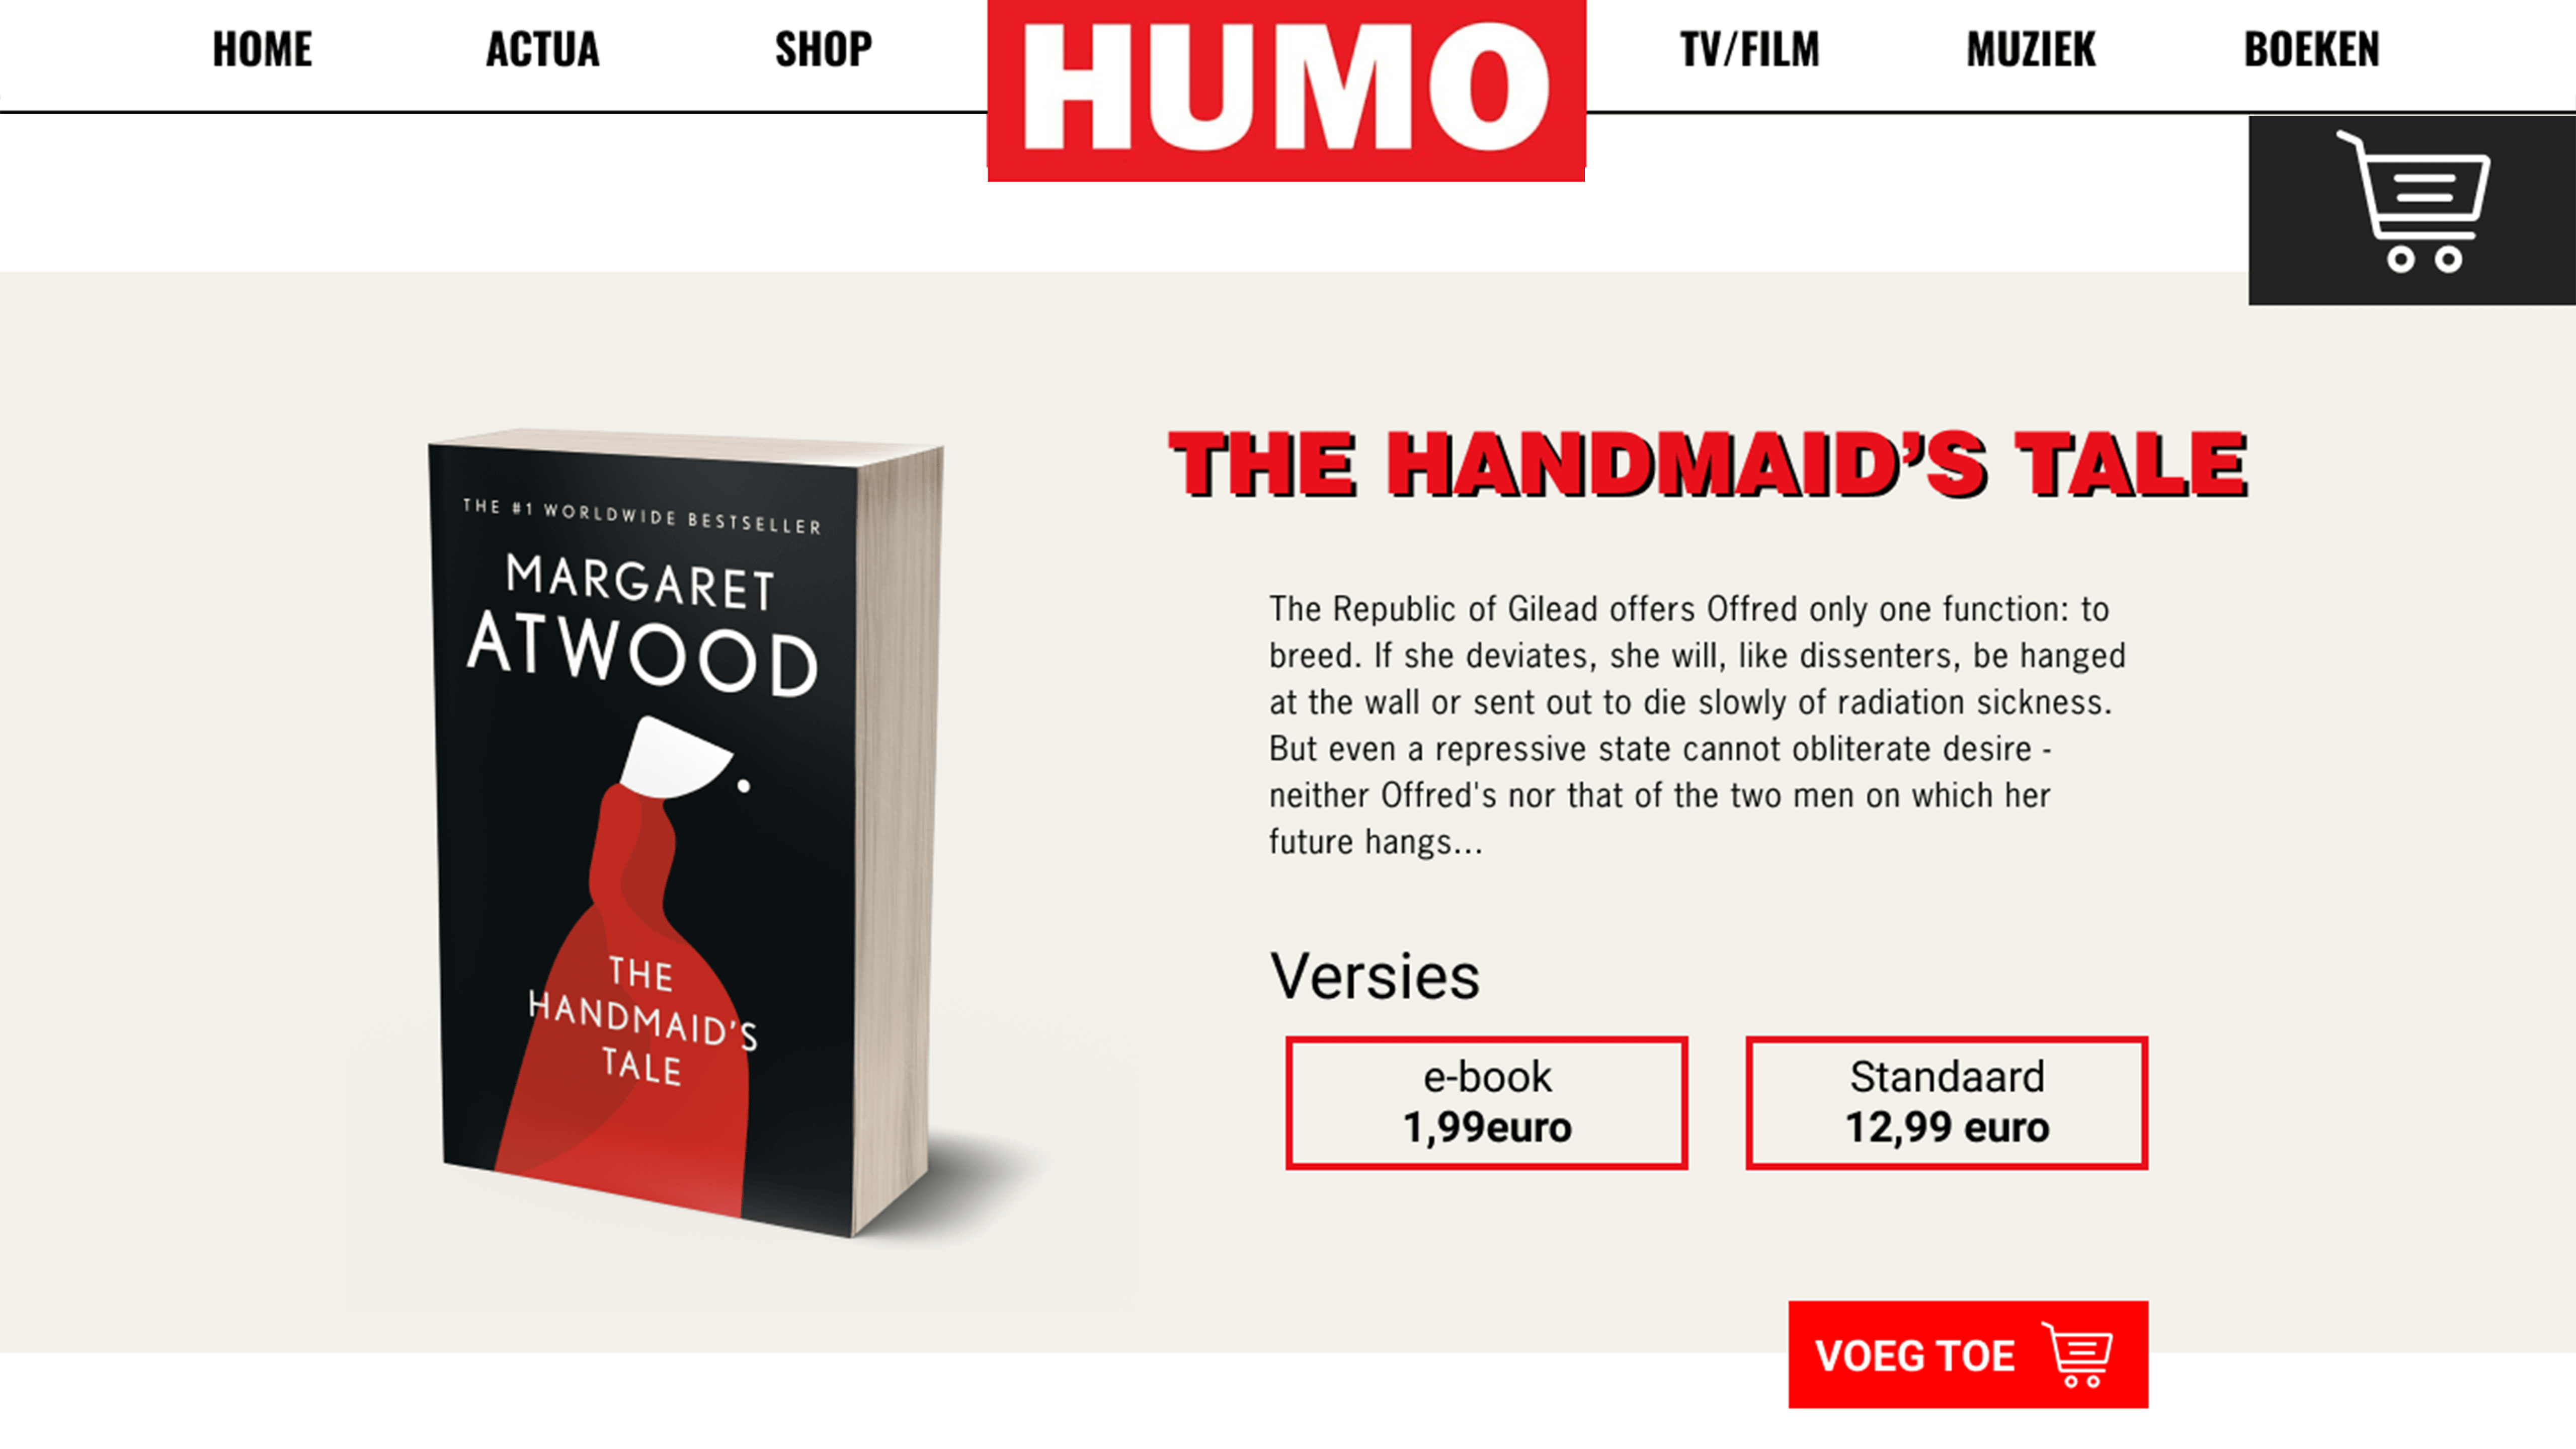 HOME
ACTUA
SHOP
HUMO
TV/FILM
MUZIEK
BOEKEN
THE #1 WORLDWIDE BESTSELLER
MARGARET
ATWOOD
THE
HANDMAID'S
TALE
THE HANDMAID’S TALE
The Republic of Gilead offers Offred only one function: to
breed. If she deviates, she will, like dissenters, be hanged
at the wall or sent out to die slowly of radiation sickness.
But even a repressive state cannot obliterate desire -
neither Offred's nor that of the two men on which her
future hangs...
Versies
e-book
1,99euro
Standaard
12,99 euro
VOEG TOE